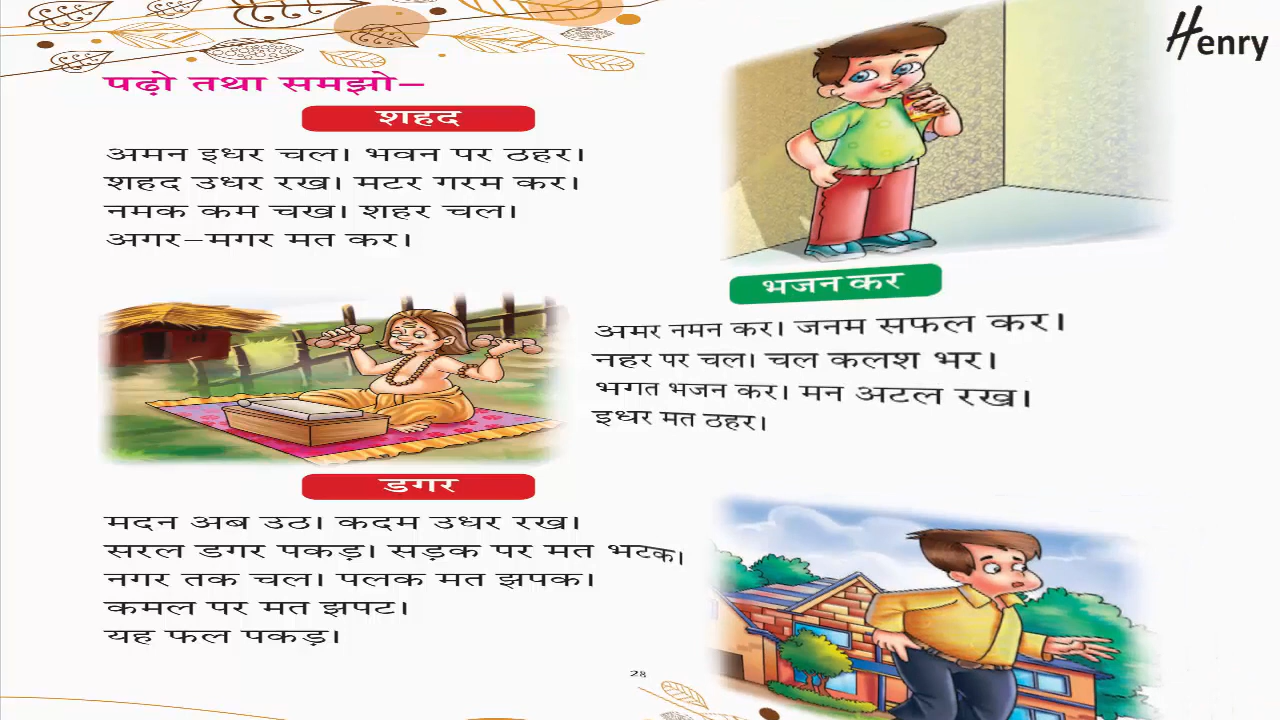 Henry
पढ़ो तथा समझो-
शहद
अमन इधर चल। भवन पर ठहर।
शहद उधर रख। मटर गरम कर।
नमक कम चख। शहर चल।
अगर-मगर मत कर।
भजन कर
अमर नमन कर। जनम सफल कर।
नहर पर चल। चल कलश भर।
भगत भजन कर। मन अटल रख।
इधर मत ठहर।
डगर
मदन अब उठ। कदम उधर रख।
सरल डगर पकड़। सड़क पर मत भटक।
नगर तक चल। पलक मत झपक।
कमल पर मत झपट।
यह फल पकड़।
28